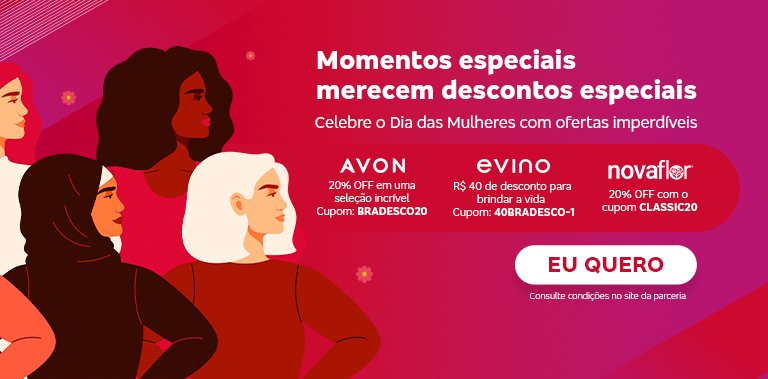 Momentos especiais
merecem descontos especiais
Celebre o Dia das Mulheres com ofertas imperdíveis
AVON
20% OFF em uma
seleção incrível
Cupom: BRADESCO20
evino
R$ 40 de desconto para
brindar a vida
Cupom: 40BRADESCO-1
novaflor
20% OFF com o
cupom CLASSIC20
EU QUERO
Consulte condições no site da parceria